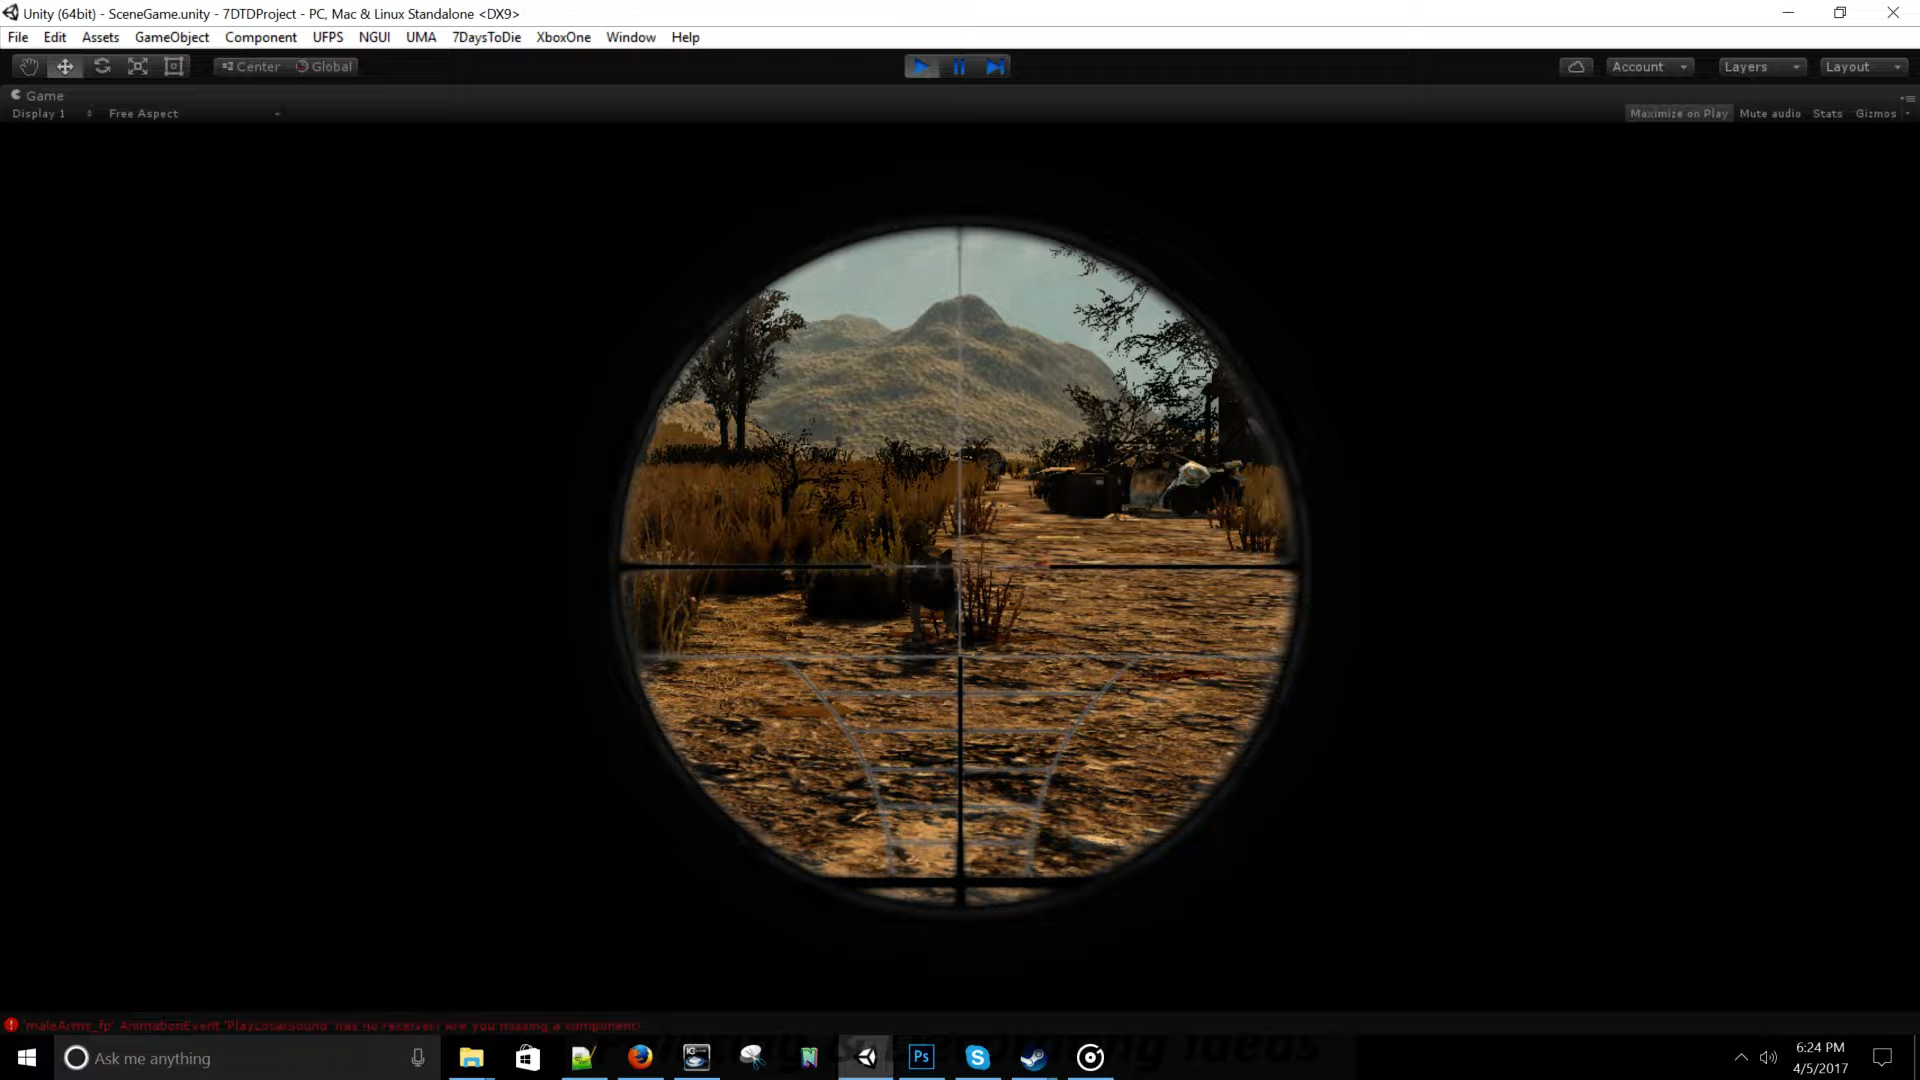 Unity (64bit) - SceneGame.unity - 7DTDProject - PC, Mac & Linux Standalone <DX9>
File Edit Assets GameObject Component UFPS NGUI UMA 7DaysToDie XboxOne Window Help
Center Global Account Layers Layout
Game
Display 1 Free Aspect Maximize on Play Mute audio Stats Gizmos
'maleArms_fp' AnimationEvent 'PlayLocalSound' has no receiver! Are you missing a component?
Ask me anything
Ps
6:24 PM
4/5/2017